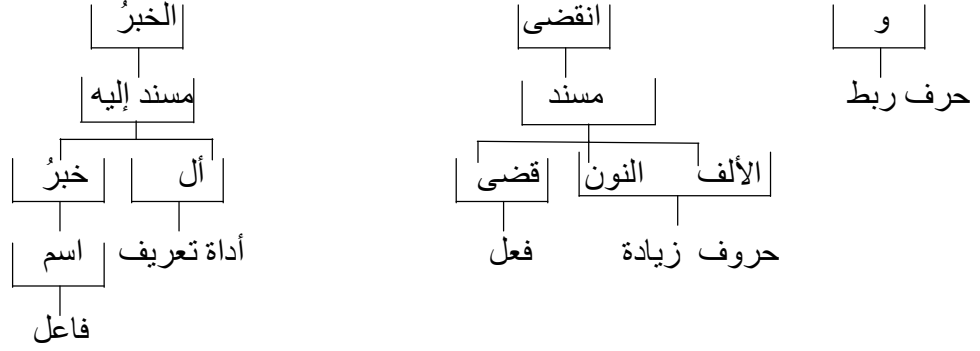 و انقضى الخبرُ
حرف ربط مسند مسند إليه
الألف النون قضى أل خبرُ
حروف زيادة فعل أداة تعريف اسم
فاعل